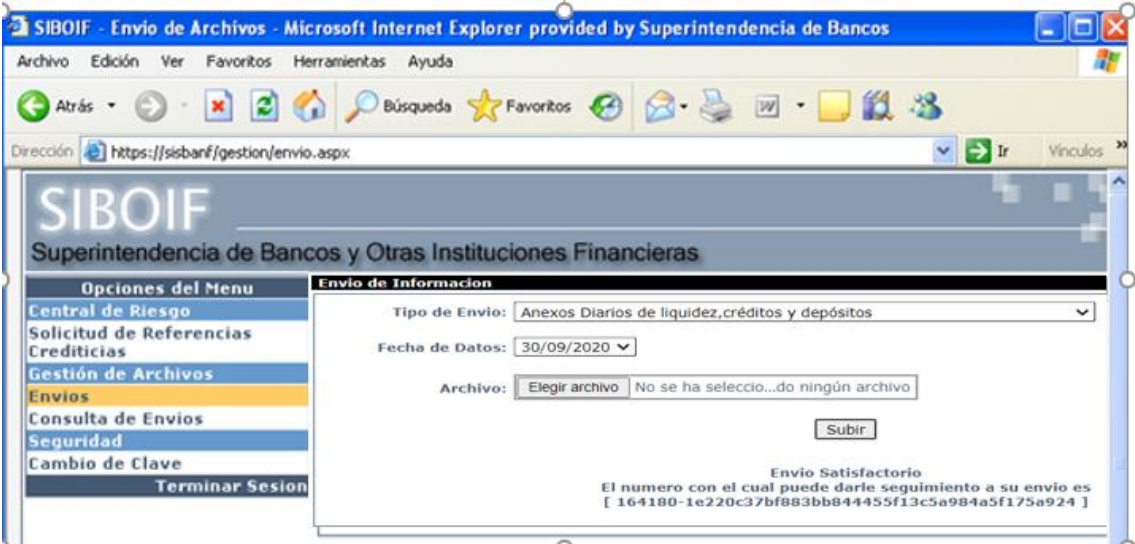 SIBOIF - Envio de Archivos - Microsoft Internet Explorer provided by Superintendencia de Bancos
Archivo Edición Ver Favoritos Herramientas Ayuda
Atrás Búsqueda Favoritos
Dirección https://sisbanf/gestion/envio.aspx Ir Vínculos »
SIBOIF
Superintendencia de Bancos y Otras Instituciones Financieras
Opciones del Menu
Central de Riesgo
Solicitud de Referencias
Crediticias
Gestión de Archivos
Envios
Consulta de Envios
Seguridad
Cambio de Clave
Terminar Sesion
Envio de Informacion
Tipo de Envio: Anexos Diarios de liquidez,créditos y depósitos
Fecha de Datos: 30/09/2020
Archivo: Elegir archivo No se ha seleccio...do ningún archivo
Subir
Envio Satisfactorio
El numero con el cual puede darle seguimiento a su envio es
[ 164180-1e220c37bf883bb844455f13c5a984a5f175a924 ]